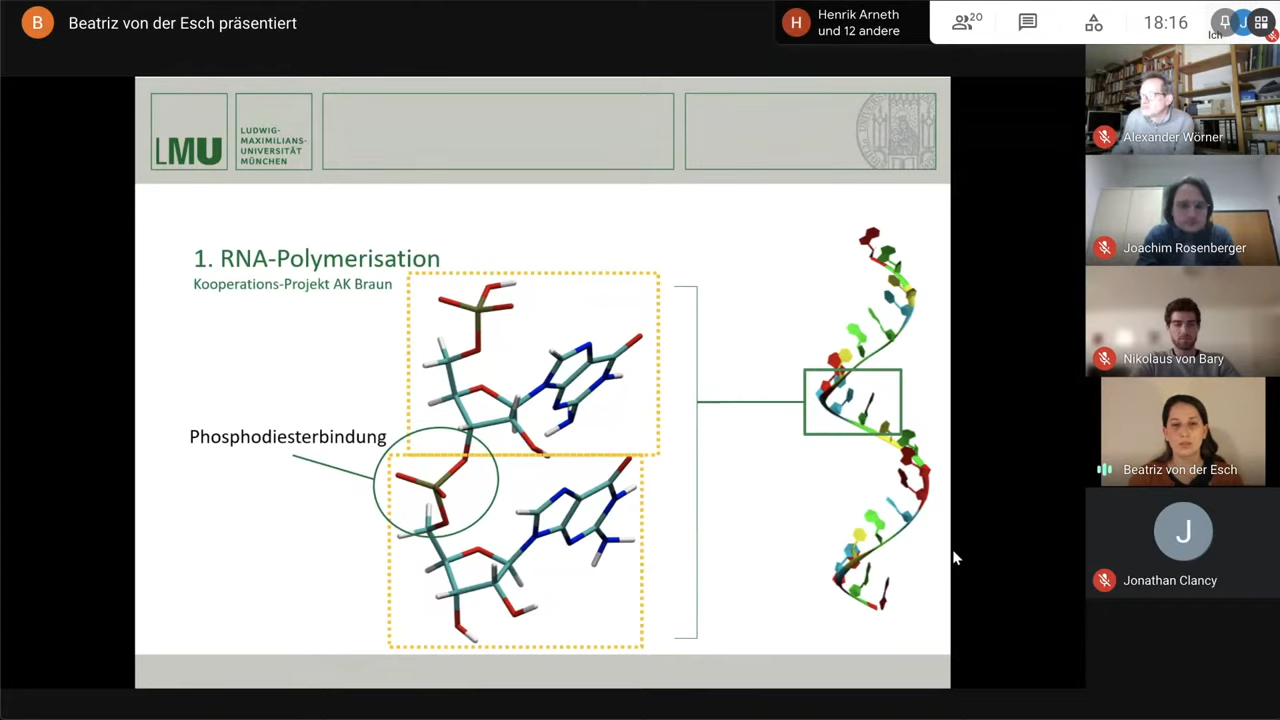 B
Beatriz von der Esch präsentiert
H
Henrik Arneth
und 12 andere
20
18:16
J
Ich
LMU
LUDWIG-
MAXIMILIANS-
UNIVERSITÄT
MÜNCHEN
1. RNA-Polymerisation
Kooperations-Projekt AK Braun
Phosphodiesterbindung
Alexander Wörner
Joachim Rosenberger
Nikolaus von Bary
Beatriz von der Esch
J
Jonathan Clancy